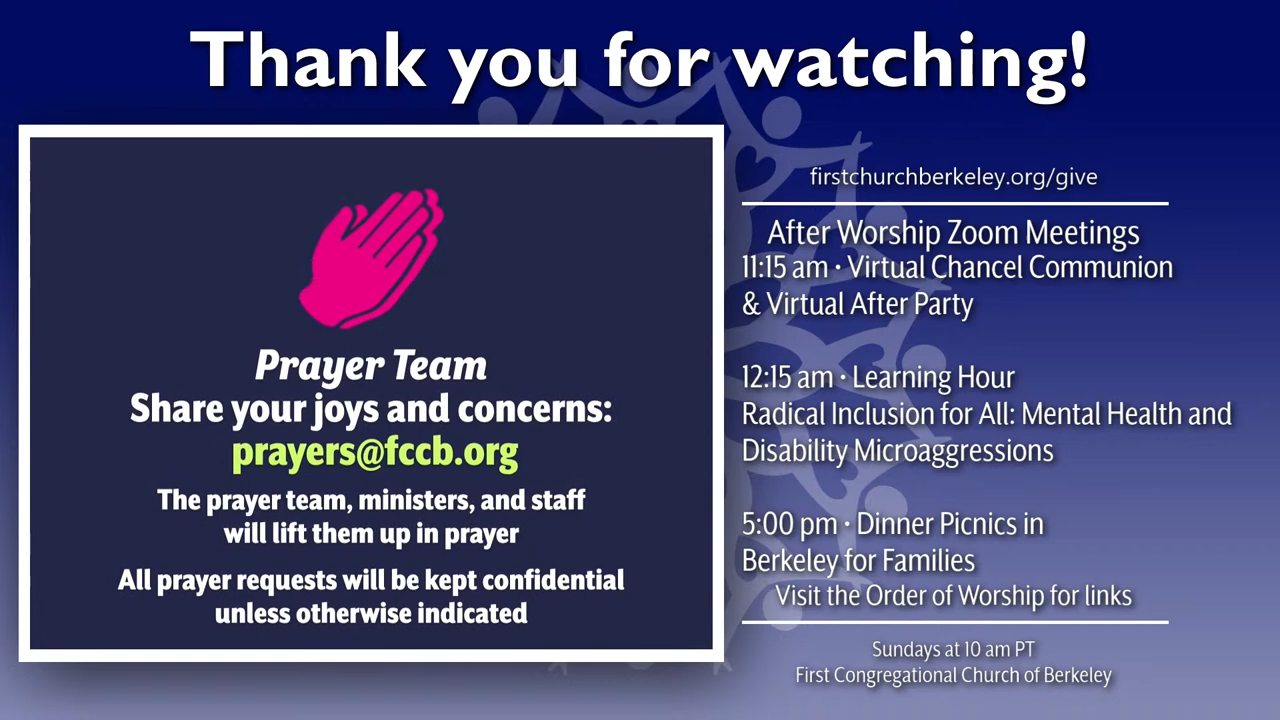 Thank you for watching!
Prayer Team
Share your joys and concerns:
prayers@fccb.org
The prayer team, ministers, and staff
will lift them up in prayer
All prayer requests will be kept confidential
unless otherwise indicated
firstchurchberkeley.org/give
After Worship Zoom Meetings
11:15 am · Virtual Chancel Communion
& Virtual After Party
12:15 am · Learning Hour
Radical Inclusion for All: Mental Health and
Disability Microaggressions
5:00 pm · Dinner Picnics in
Berkeley for Families
Visit the Order of Worship for links
Sundays at 10 am PT
First Congregational Church of Berkeley